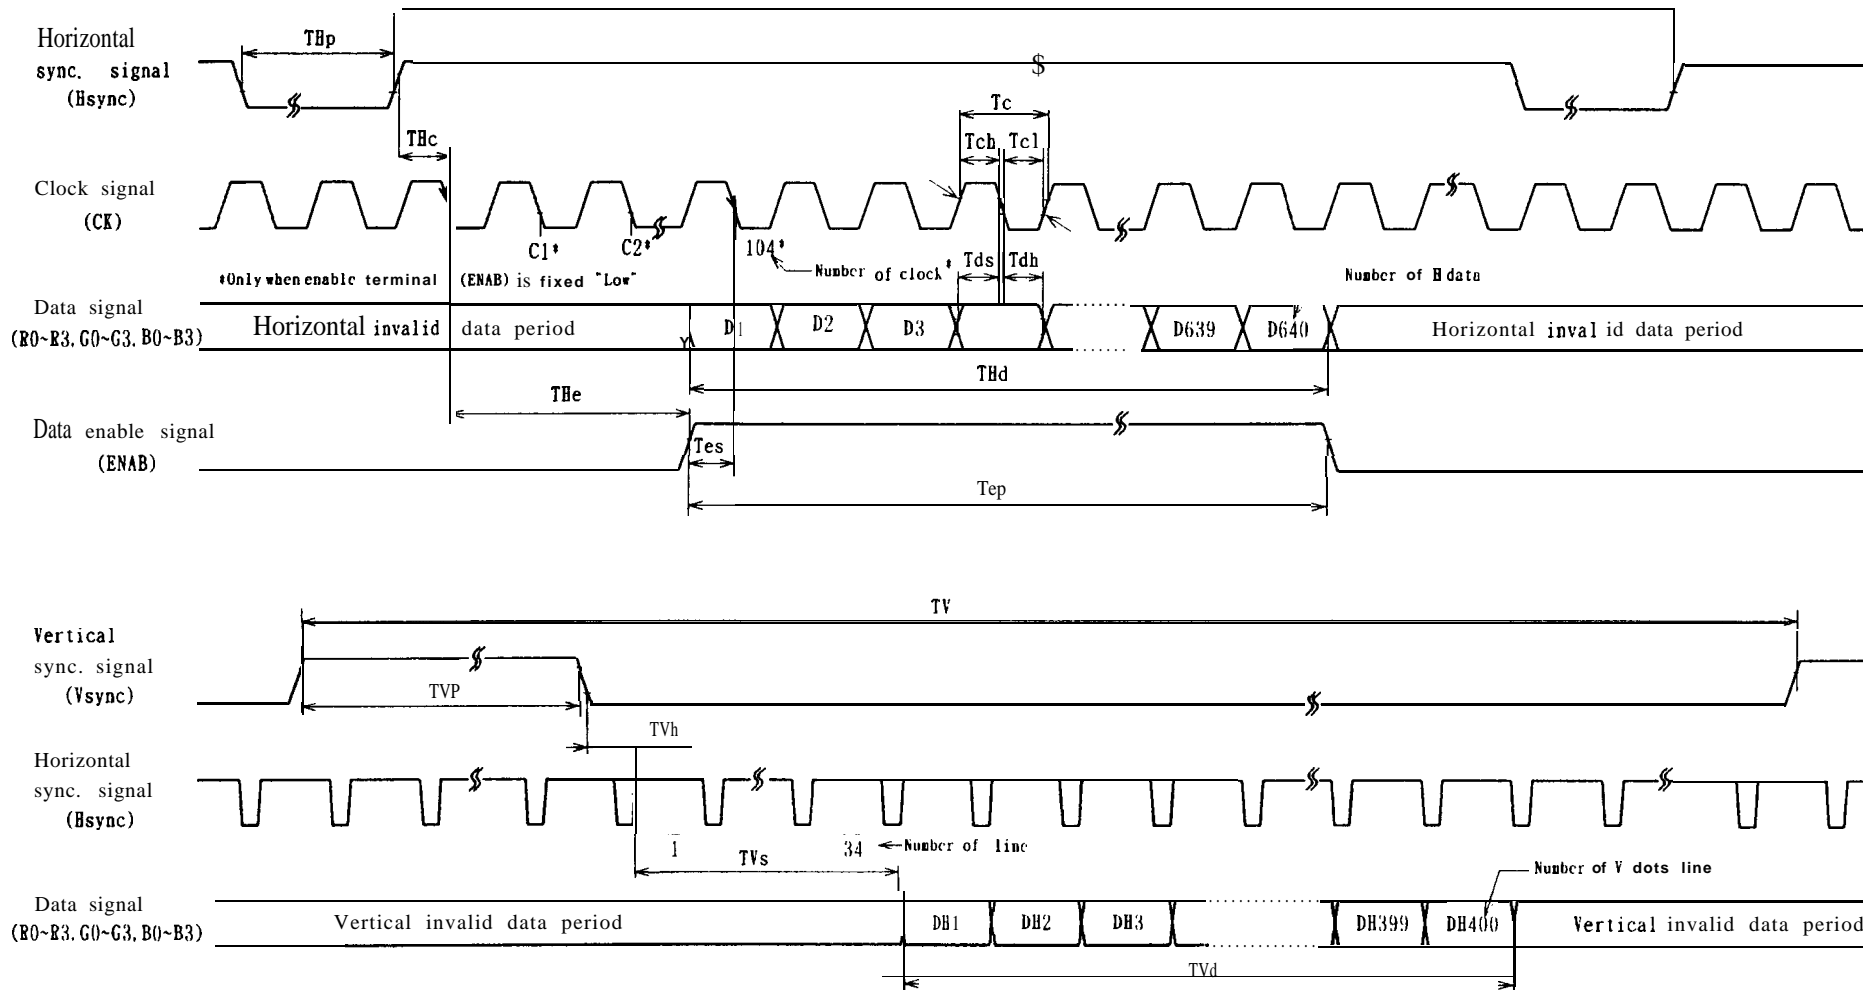 Horizontal
sync. signal
(Hsync)
THp
$
THc
Tc
Tch Tcl
Clock signal
(CK)
C1* C2* 104*
Number of clock*
*Only when enable terminal (ENAB) is fixed "Low"
Tds Tdh
Number of H data
Data signal
(R0~R3, G0~G3, B0~B3)
Horizontal invalid data period
D1 D2 D3 D639 D640
Horizontal invalid data period
THd
THe
Data enable signal
(ENAB)
Tes
Tep
TV
Vertical
sync. signal
(Vsync)
TVP
TVh
Horizontal
sync. signal
(Hsync)
1 34 Number of line
TVs
Number of V dots line
Data signal
(R0~R3, G0~G3, B0~B3)
Vertical invalid data period
DH1 DH2 DH3 DH399 DH400
Vertical invalid data period
TVd